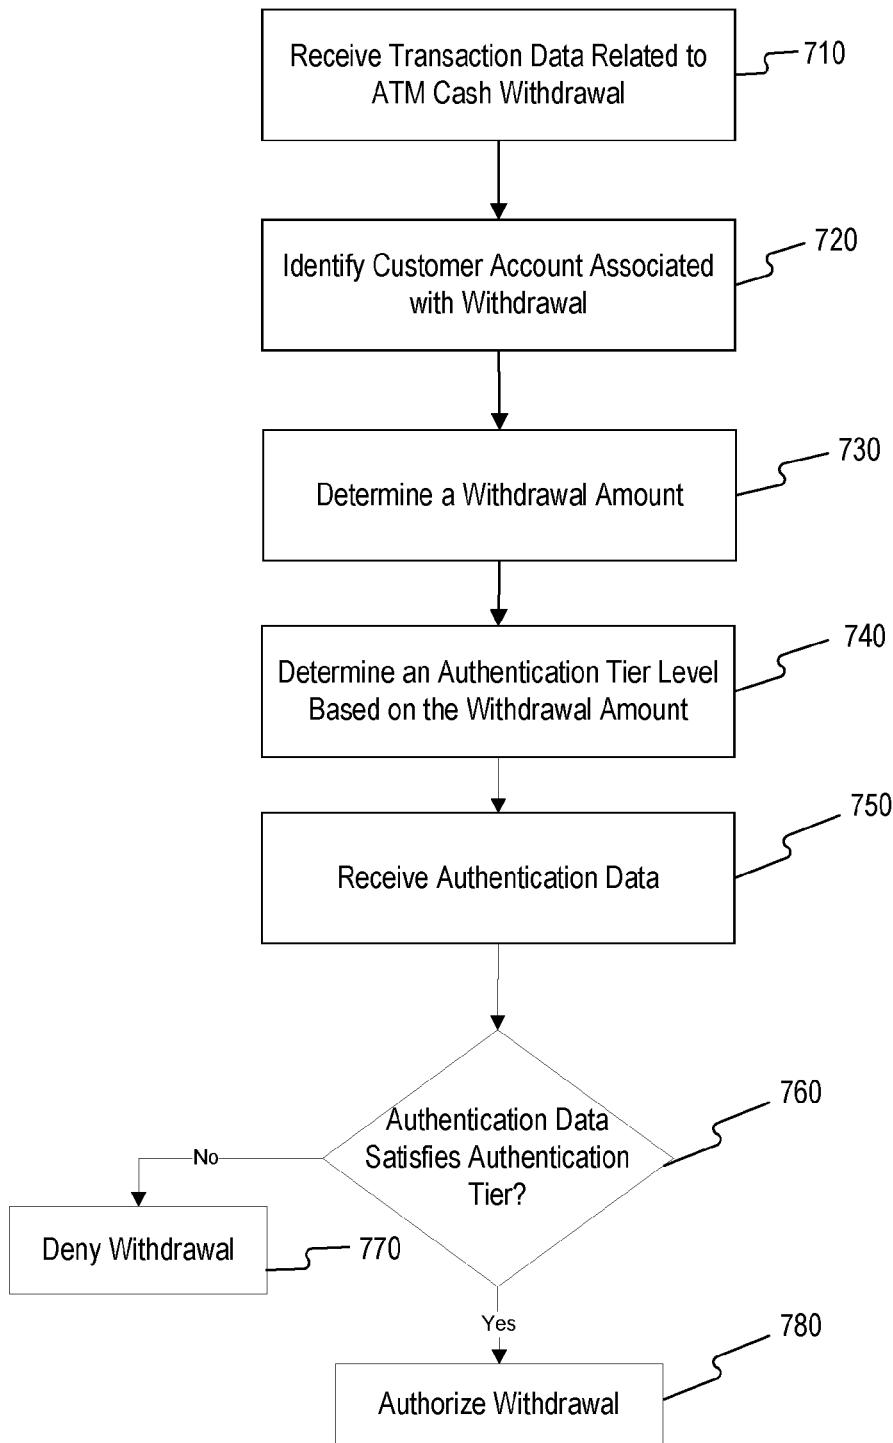 Receive Transaction Data Related to
ATM Cash Withdrawal
710
Identify Customer Account Associated
with Withdrawal
720
Determine a Withdrawal Amount
730
Determine an Authentication Tier Level
Based on the Withdrawal Amount
740
Receive Authentication Data
750
Authentication Data
Satisfies Authentication
Tier?
760
No
Deny Withdrawal
770
Yes
Authorize Withdrawal
780